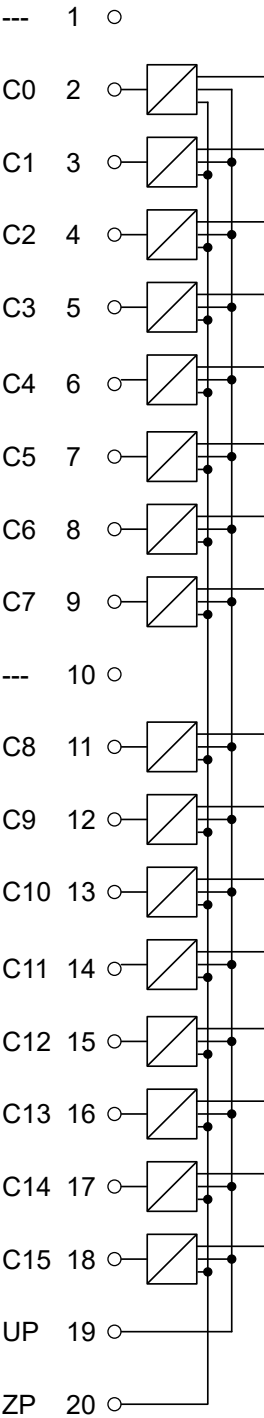 --- 1
C0 2
C1 3
C2 4
C3 5
C4 6
C5 7
C6 8
C7 9
--- 10
C8 11
C9 12
C10 13
C11 14
C12 15
C13 16
C14 17
C15 18
UP 19
ZP 20